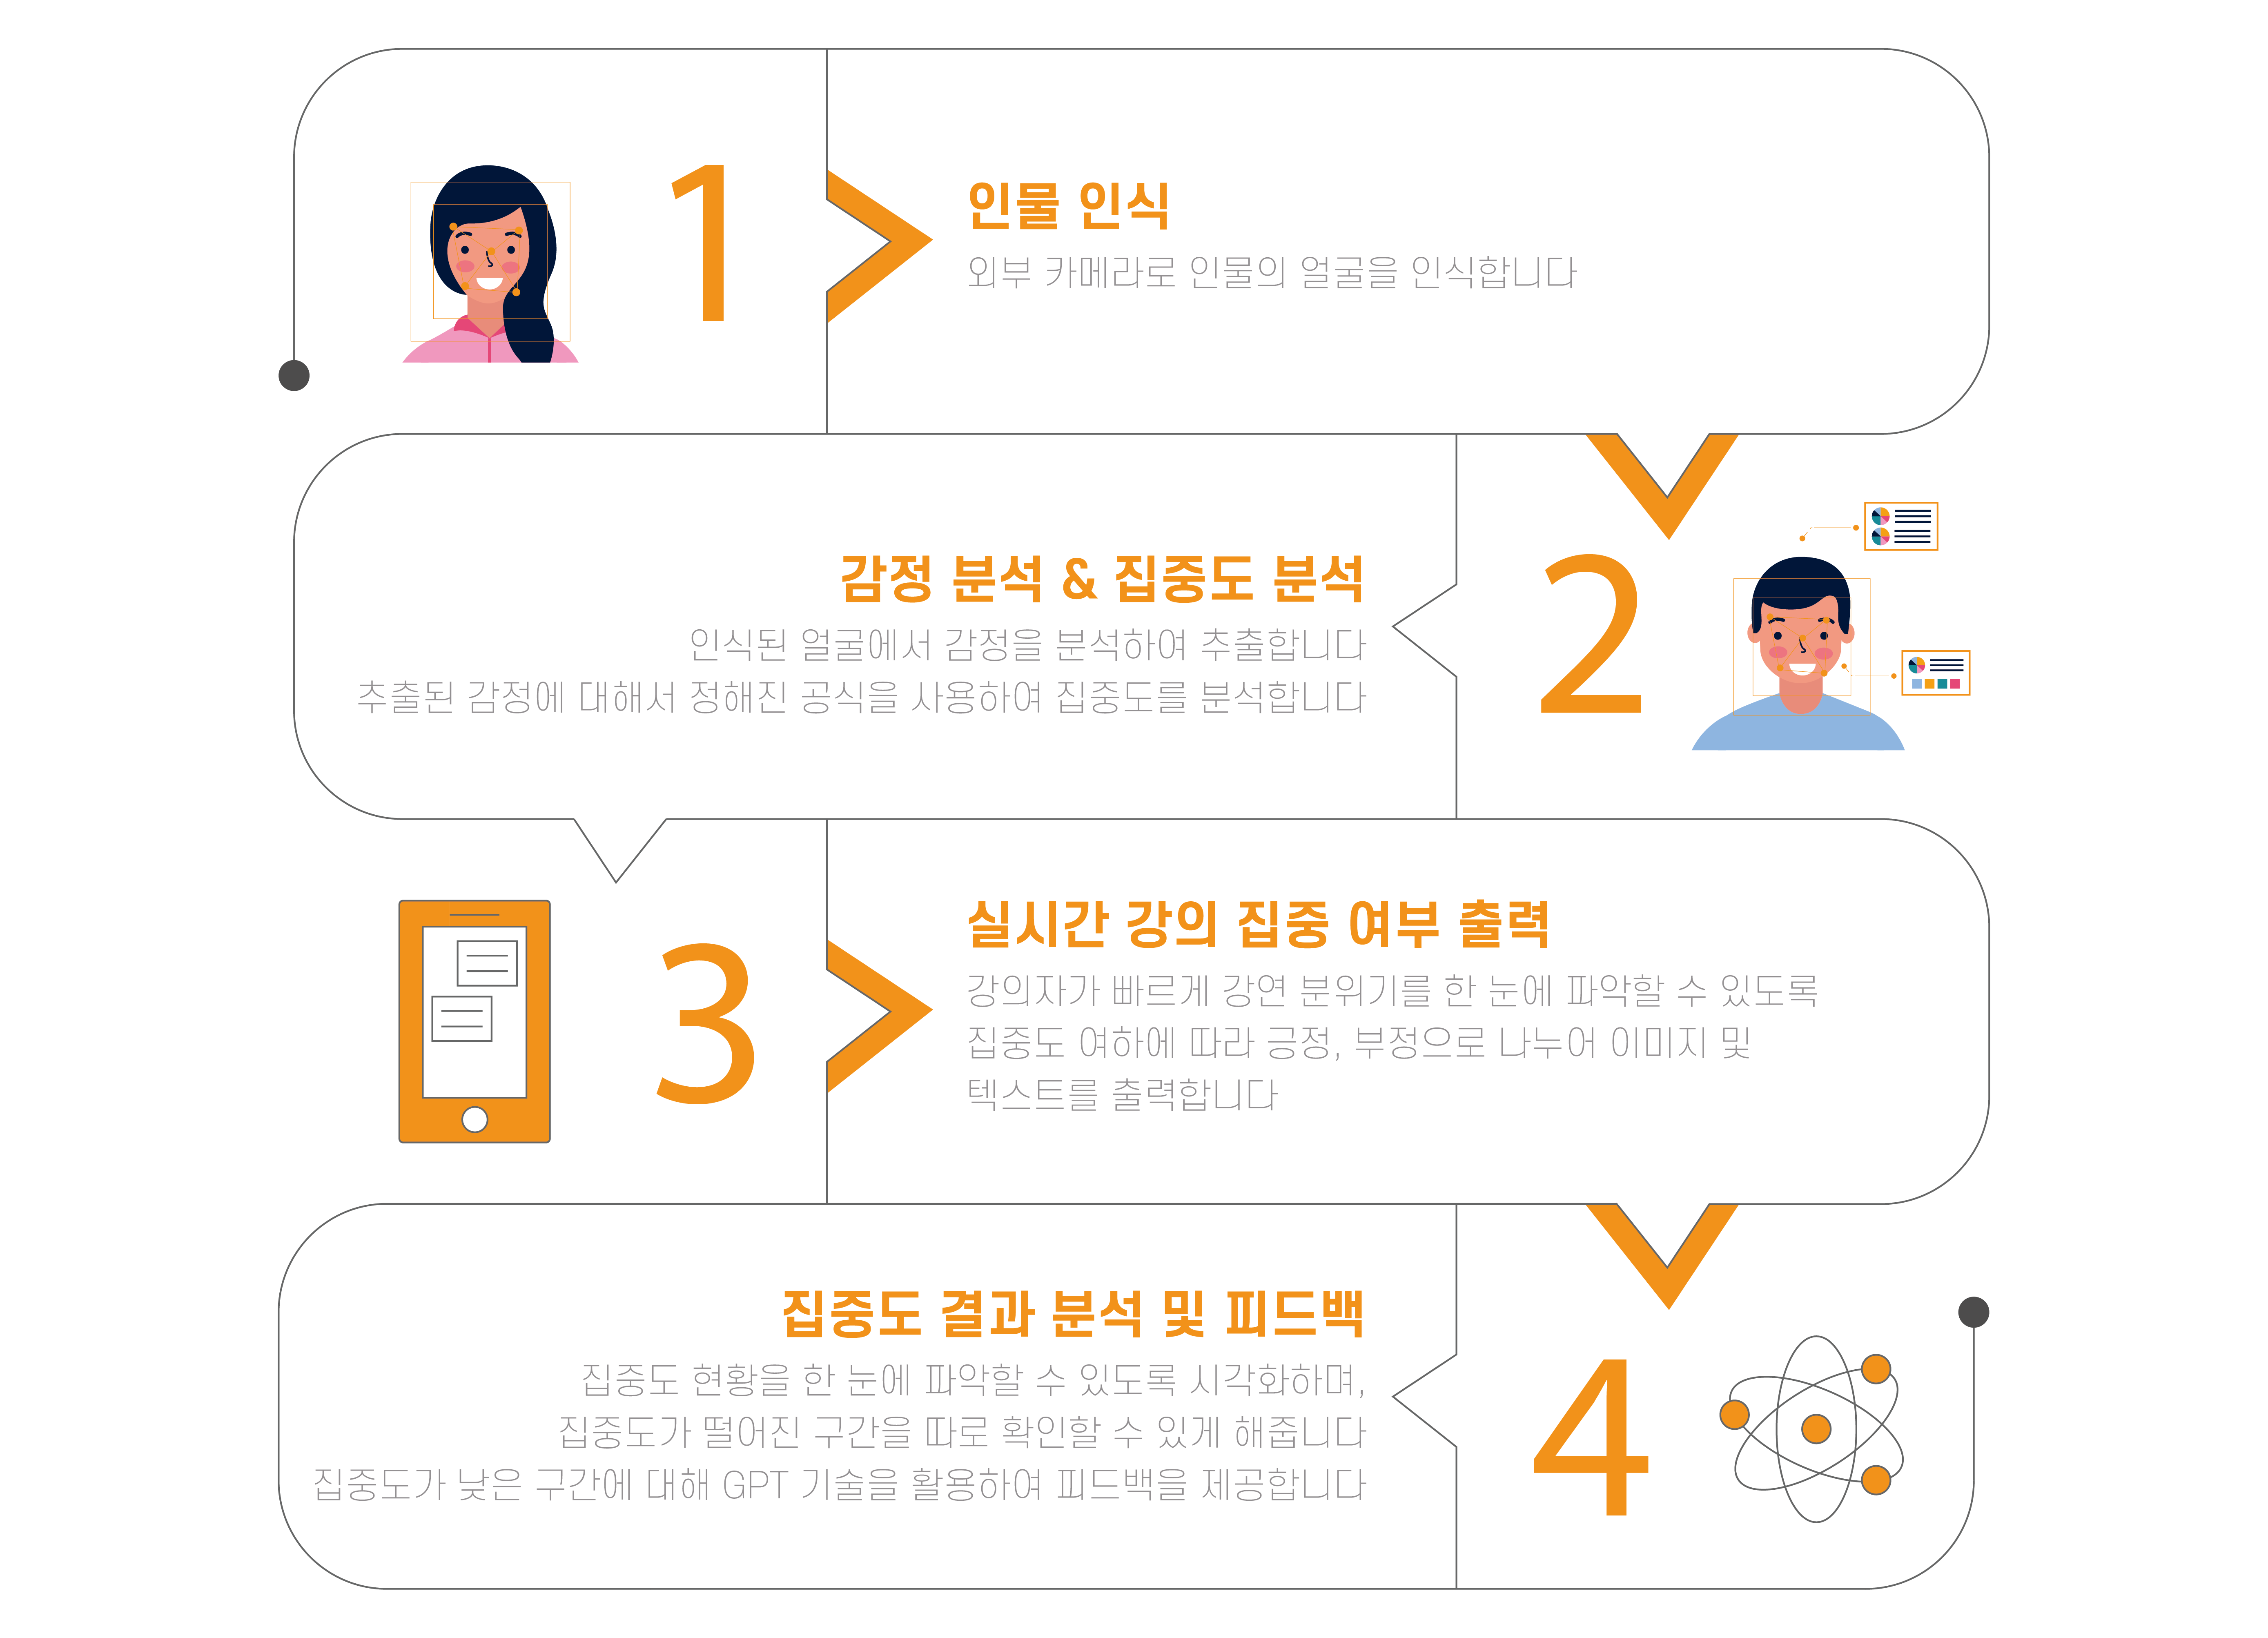 1
인물 인식
외부 카메라로 인물의 얼굴을 인식합니다
감정 분석 & 집중도 분석
인식된 얼굴에서 감정을 분석하여 추출합니다
추출된 감정에 대해서 정해진 공식을 사용하여 집중도를 분석합니다
2
3
실시간 강의 집중 여부 출력
강의자가 빠르게 강연 분위기를 한 눈에 파악할 수 있도록
집중도 여하에 따라 긍정, 부정으로 나누어 이미지 및
텍스트를 출력합니다
집중도 결과 분석 및 피드백
집중도 현황을 한 눈에 파악할 수 있도록 시각화하며,
집중도가 떨어진 구간을 따로 확인할 수 있게 해줍니다
집중도가 낮은 구간에 대해 GPT 기술을 활용하여 피드백을 제공합니다
4